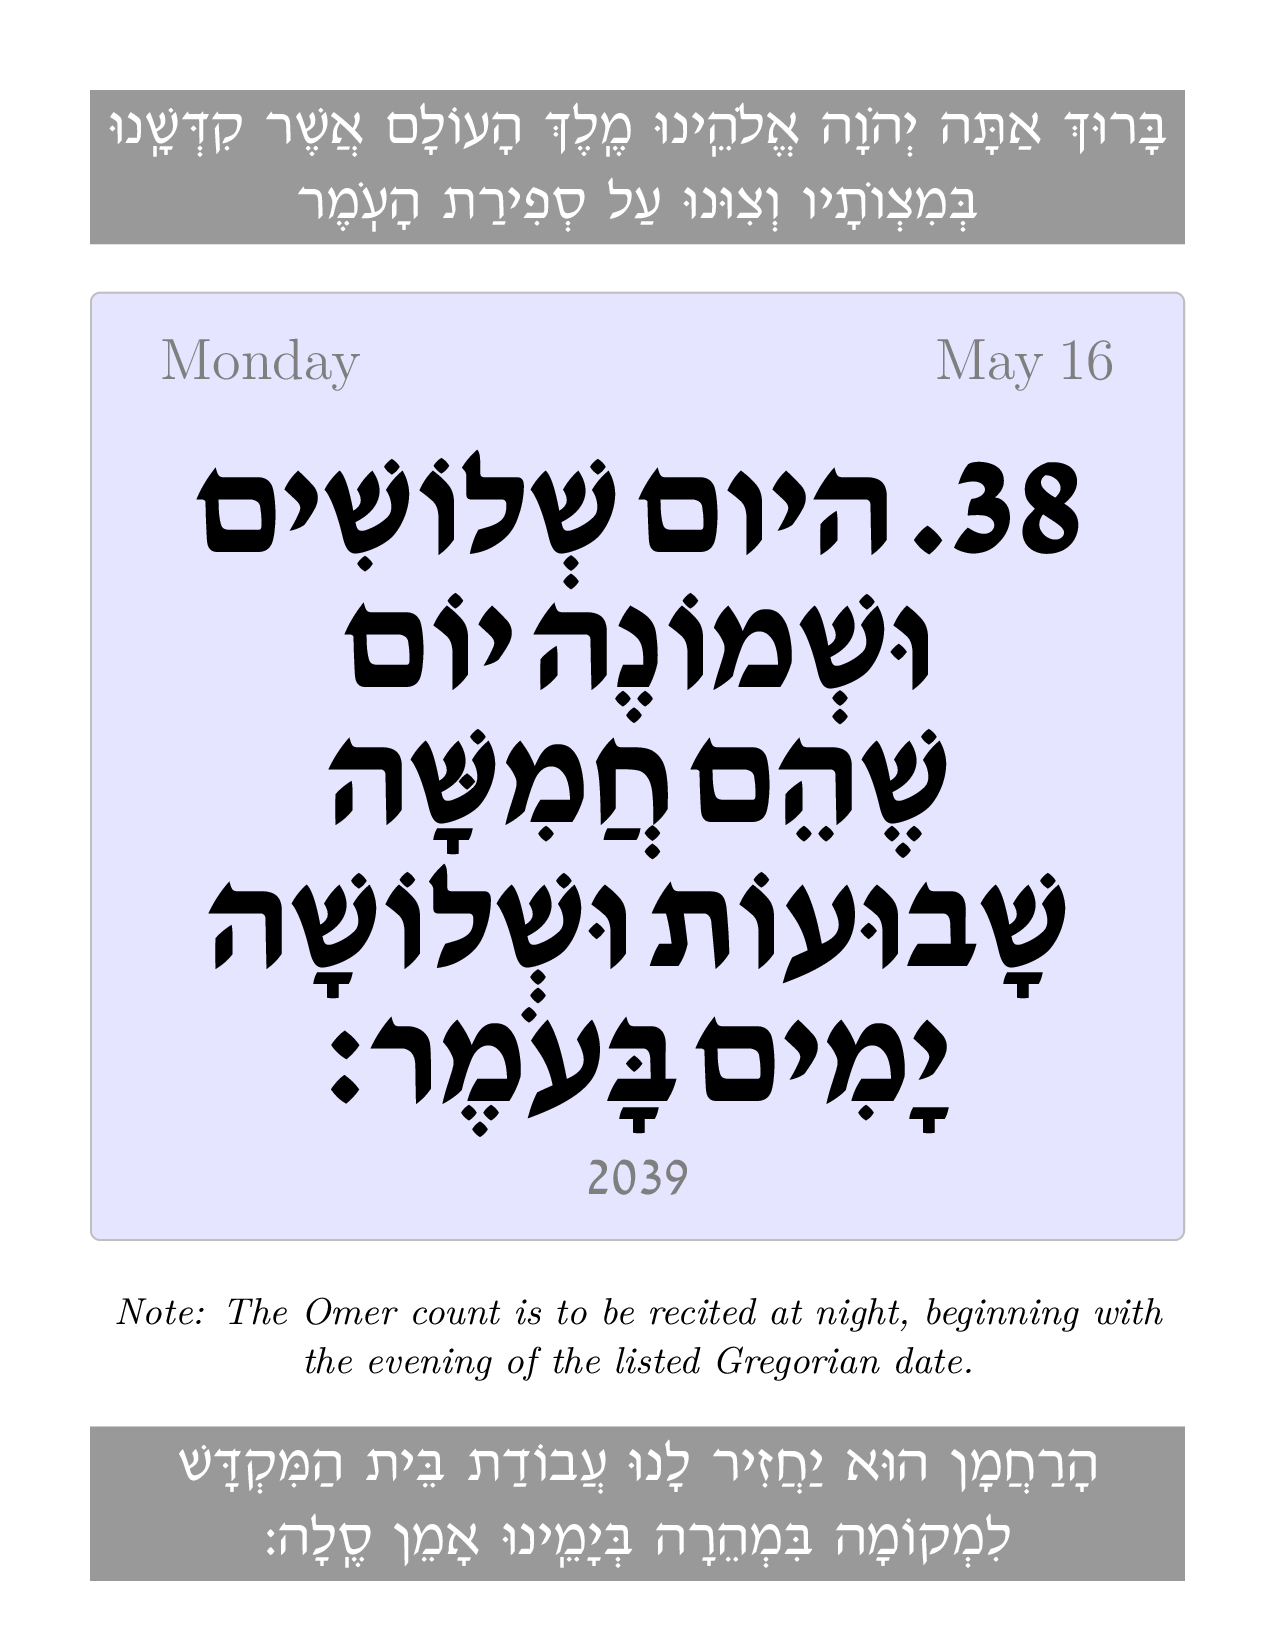 בָּרוּךְ אַתָּה יְהֹוָה אֱלֹהֵֽינוּ מֶֽלֶךְ הָעוֹלָם אֲשֶׁר קִדְּשָֽׁנוּ
בְּמִצְוֹתָיו וְצִוּנוּ עַל סְפִירַת הָעֹֽמֶר
Monday May 16
38. היום שְׁלוֹשִׁים
וּשְׁמוֹנֶה יוֹם
שֶׁהֵם חֲמִשָּׁה
שָׁבוּעוֹת וּשְׁלוֹשָׁה
יָמִים בָּעֹמֶר:
2039
Note: The Omer count is to be recited at night, beginning with
the evening of the listed Gregorian date.
הָרַחֲמָן הוּא יַחֲזִיר לָנוּ עֲבוֹדַת בֵּית הַמִּקְדָּשׁ
לִמְקוֹמָה בִּמְהֵרָה בְּיָמֵֽינוּ אָמֵן סֶֽלָה: